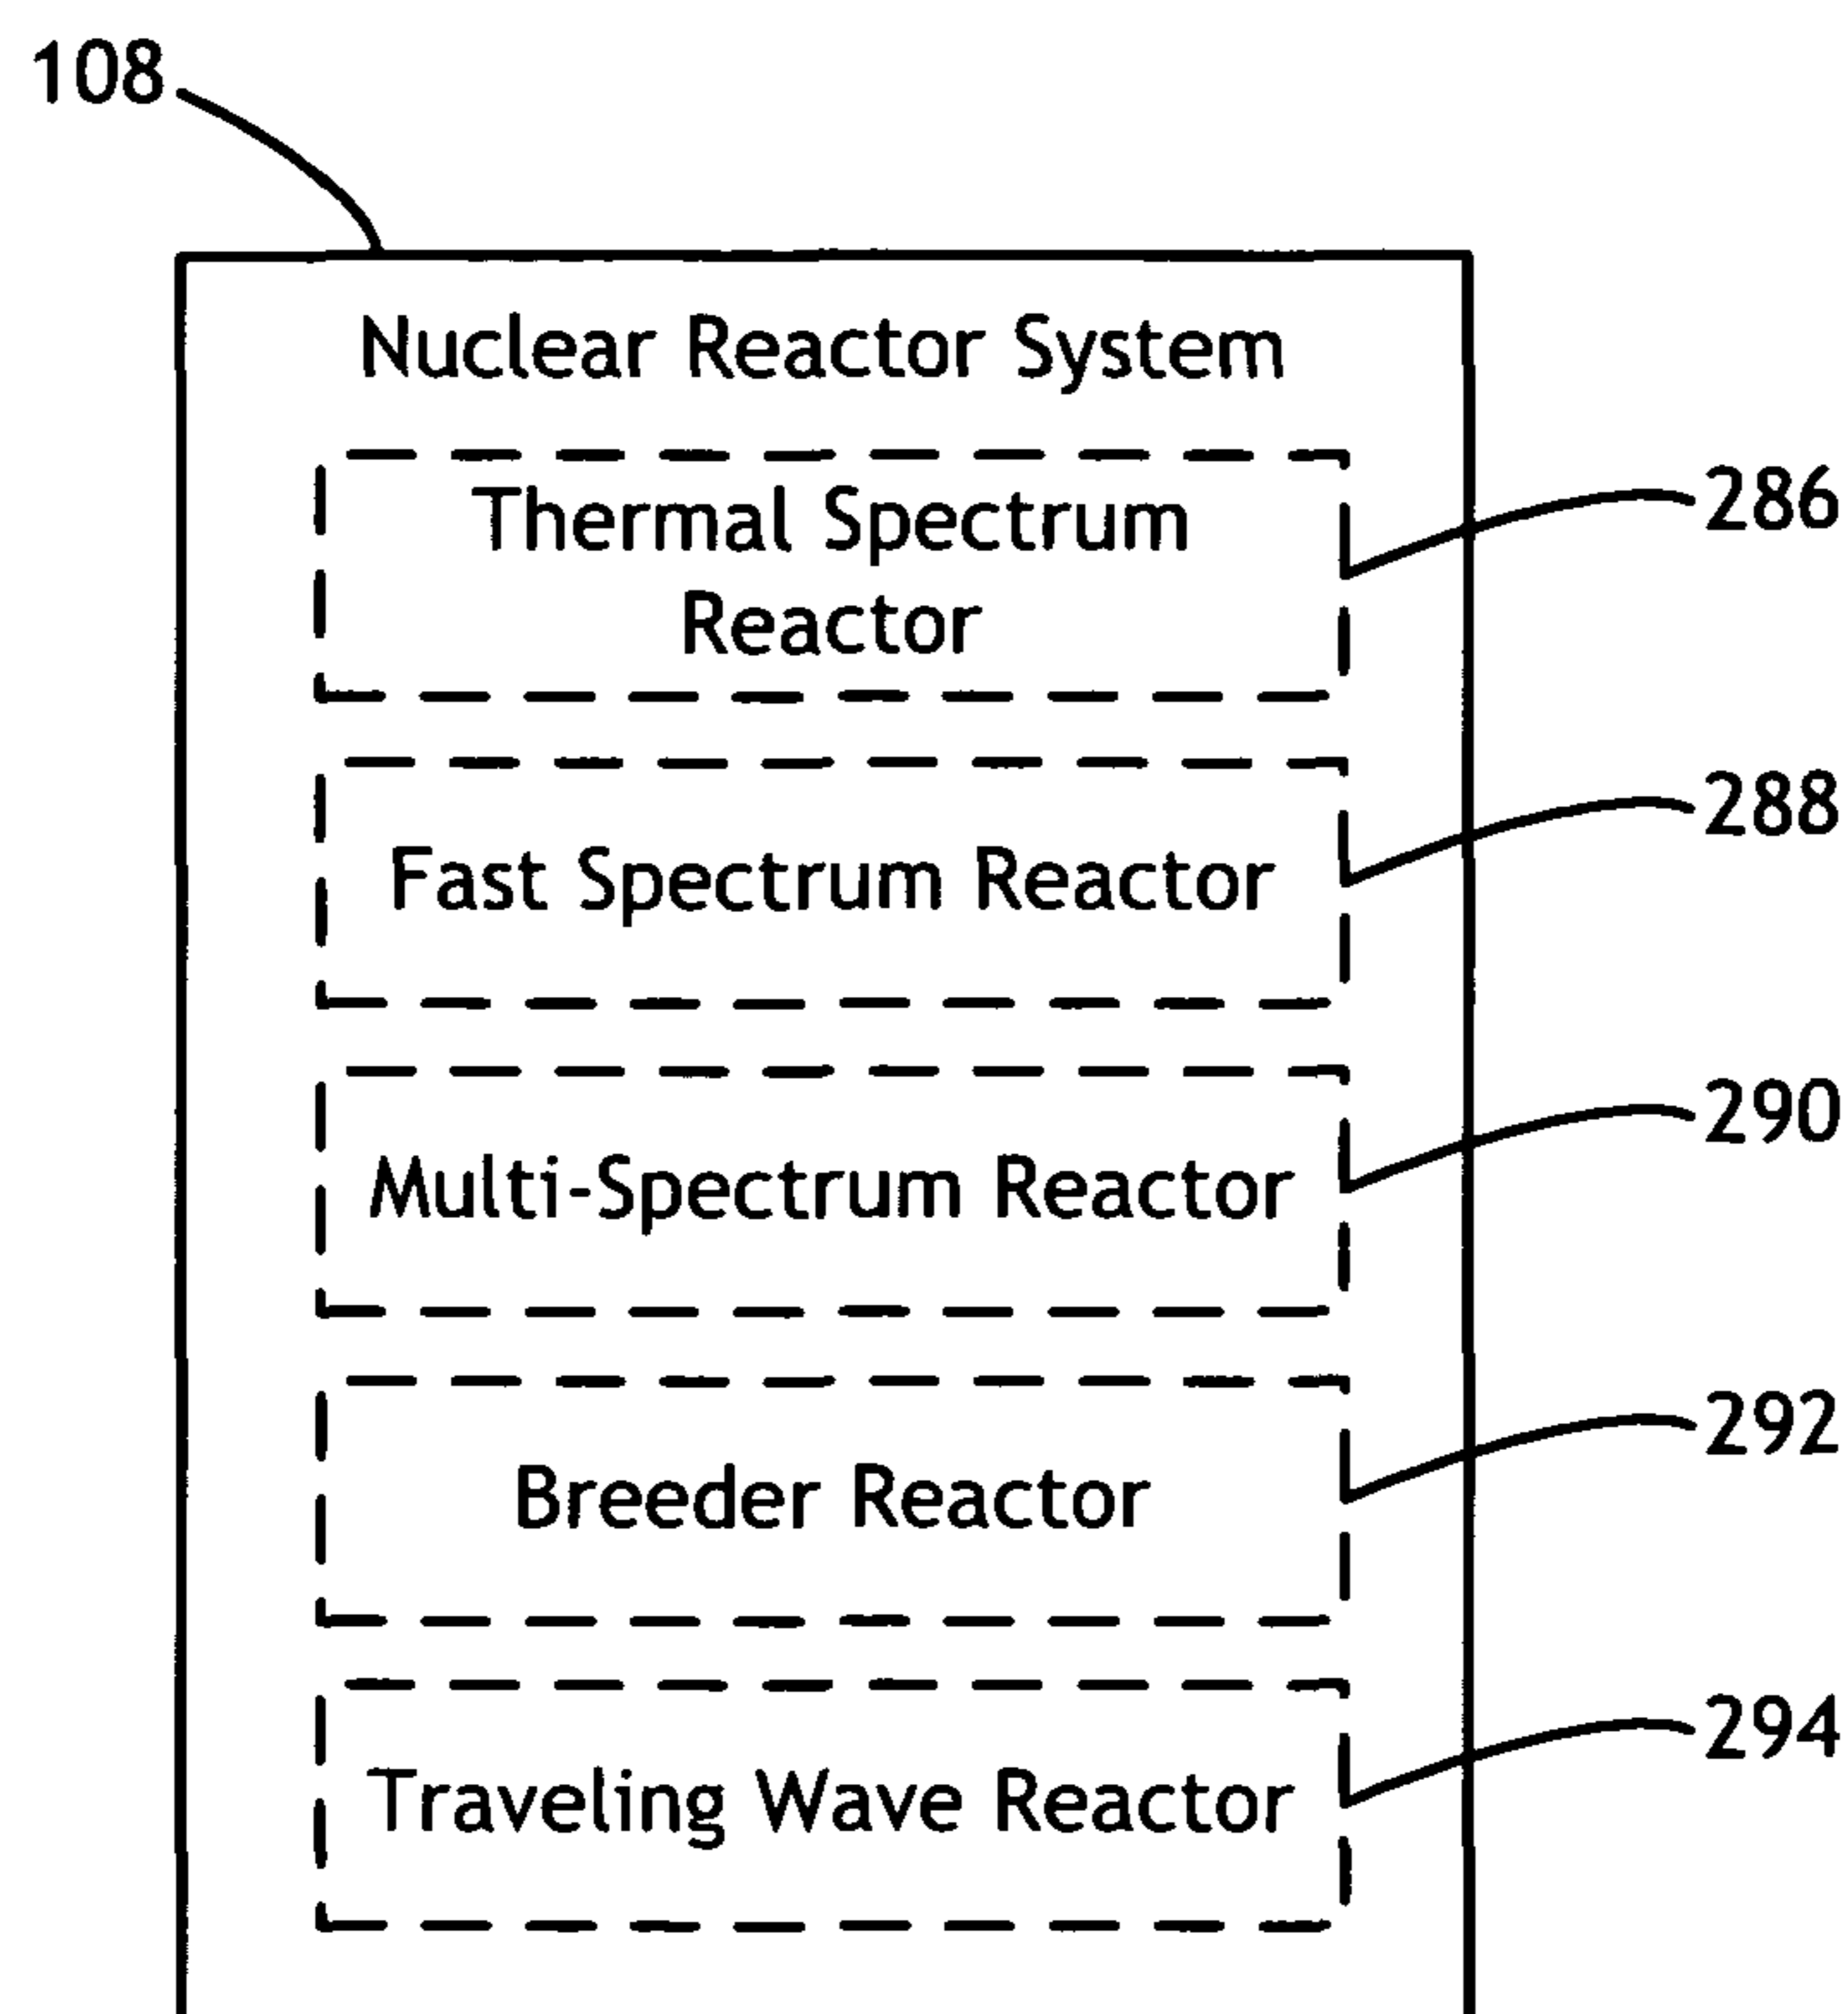 108
Nuclear Reactor System
Thermal Spectrum
Reactor
286
Fast Spectrum Reactor
288
Multi-Spectrum Reactor
290
Breeder Reactor
292
Traveling Wave Reactor
294